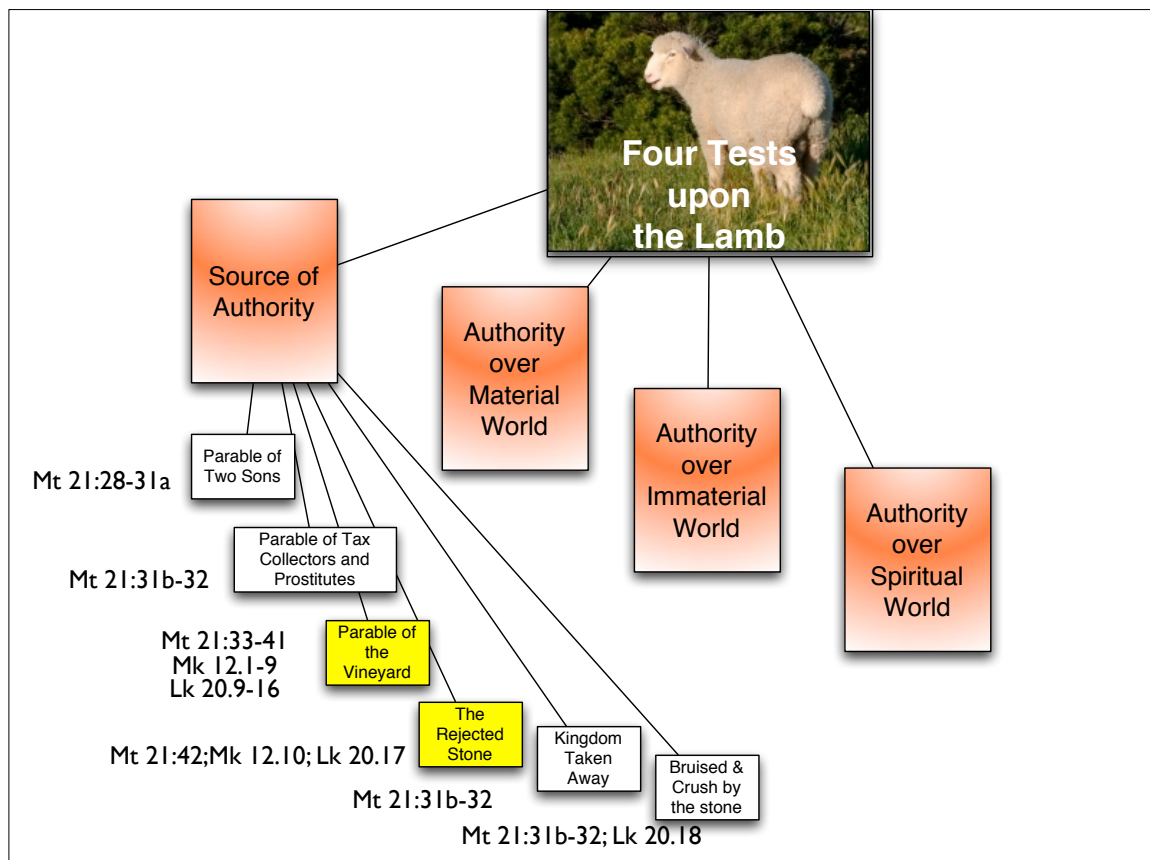 Four Tests
upon
the Lamb
Source of
Authority
Authority
over
Material
World
Authority
over
Immaterial
World
Authority
over
Spiritual
World
Parable of
Two Sons
Mt 21:28-31a
Parable of Tax
Collectors and
Prostitutes
Mt 21:31b-32
Parable of
the
Vineyard
Mt 21:33-41
Mk 12.1-9
Lk 20.9-16
The
Rejected
Stone
Mt 21:42;Mk 12.10; Lk 20.17
Kingdom
Taken
Away
Mt 21:31b-32
Bruised &
Crush by
the stone
Mt 21:31b-32; Lk 20.18